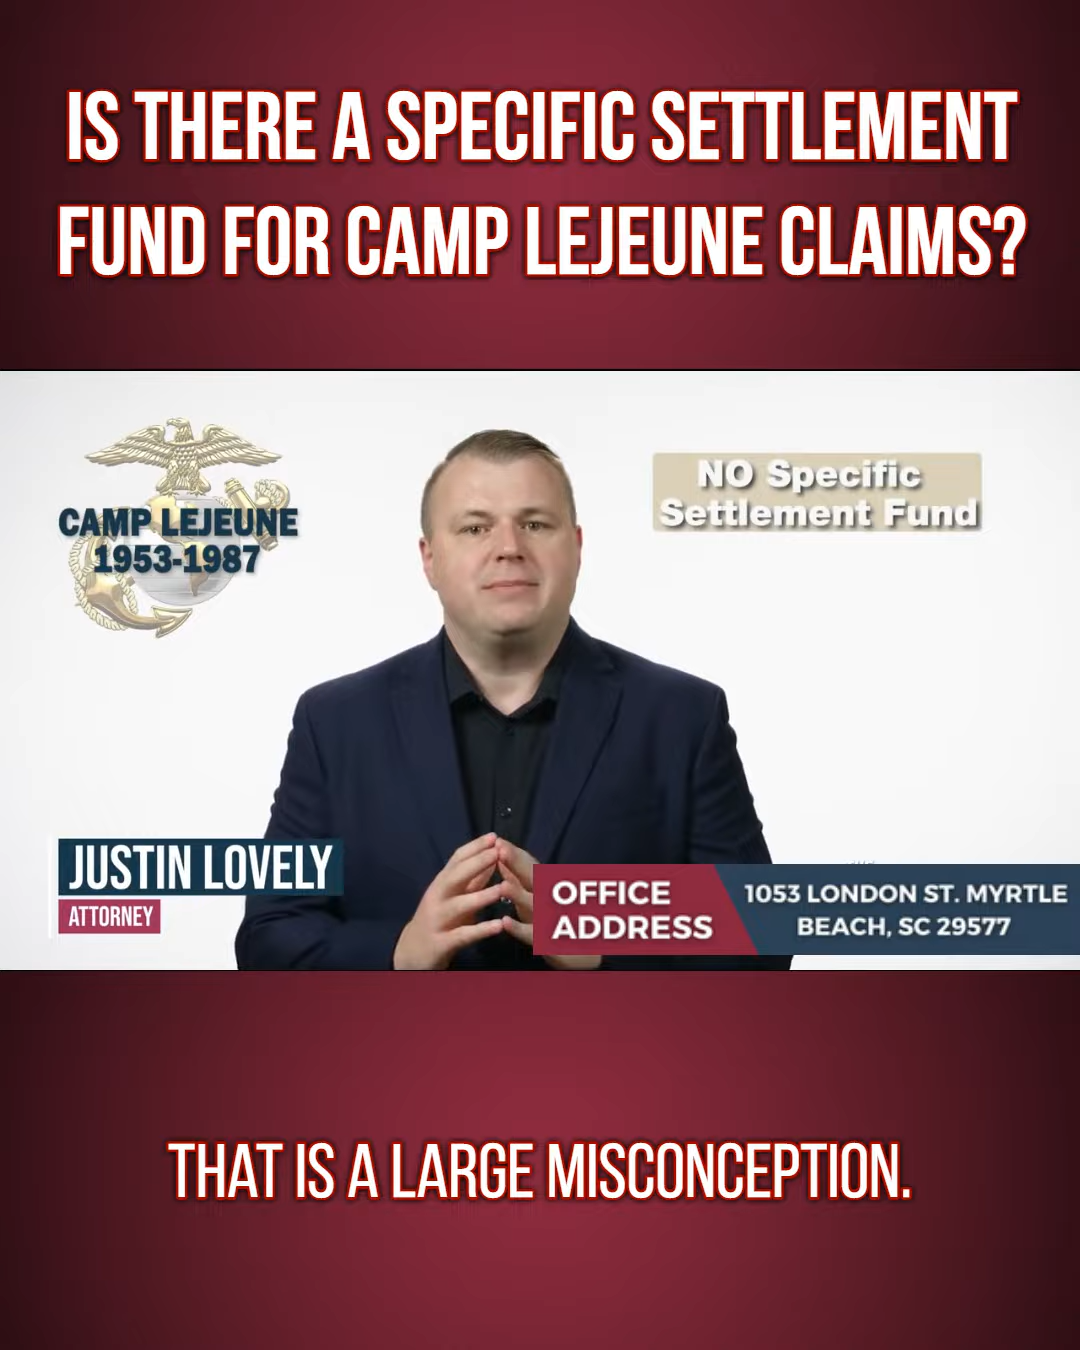 IS THERE A SPECIFIC SETTLEMENT
FUND FOR CAMP LEJEUNE CLAIMS?
CAMP LEJEUNE
1953-1987
NO Specific
Settlement Fund
JUSTIN LOVELY
ATTORNEY
OFFICE
ADDRESS
1053 LONDON ST. MYRTLE
BEACH, SC 29577
THAT IS A LARGE MISCONCEPTION.